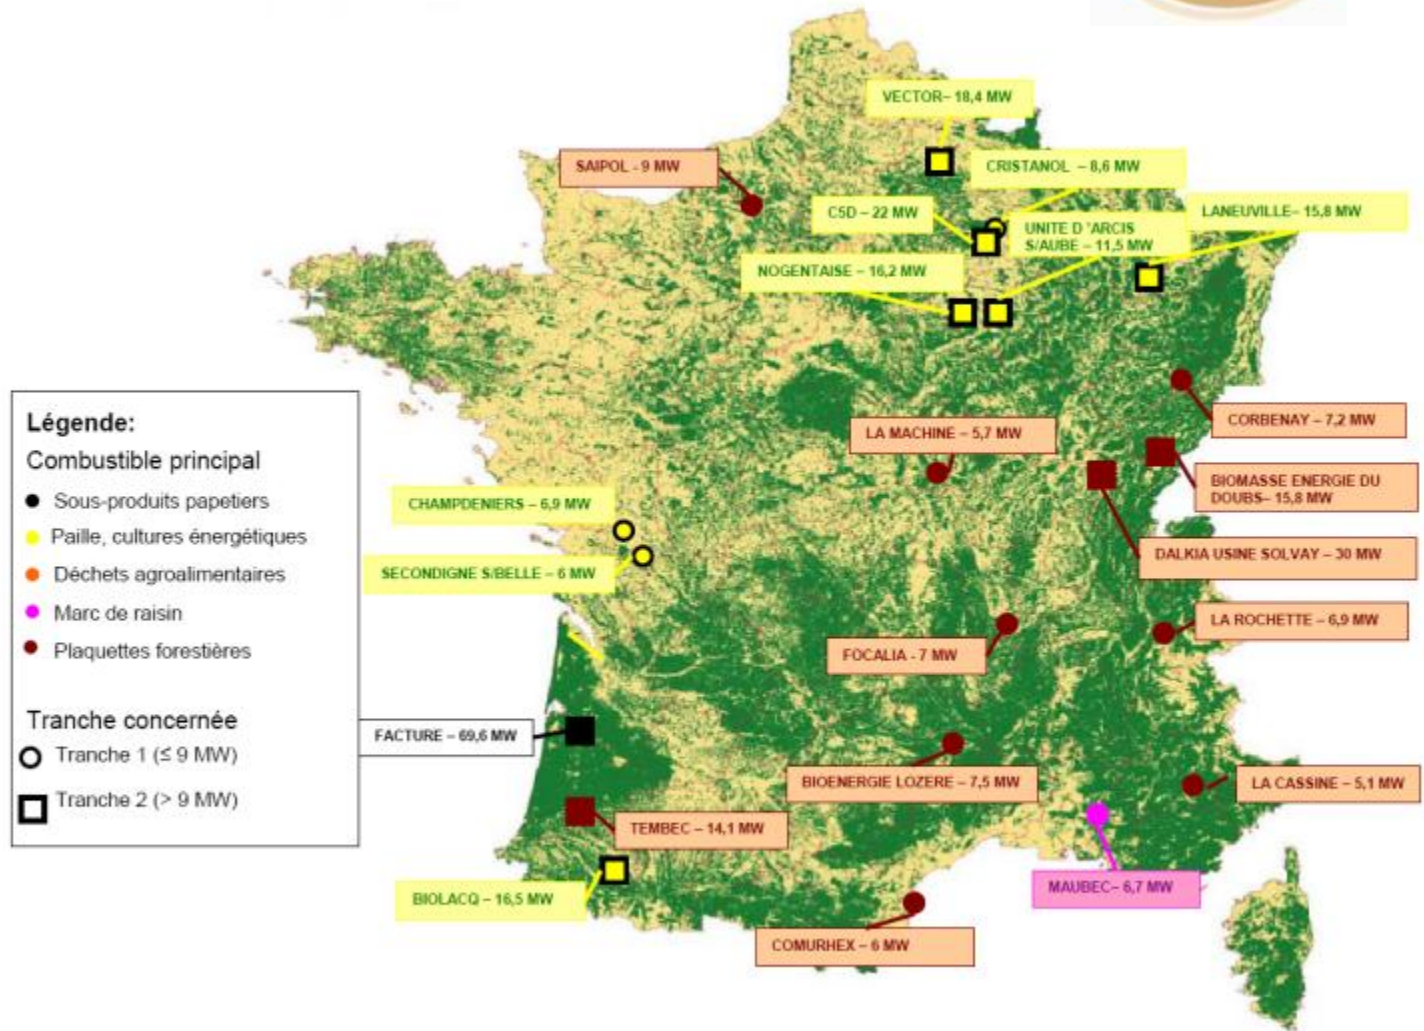 VECTOR– 18,4 MW
SAIPOL - 9 MW
CRISTANOL – 8,6 MW
C5D – 22 MW
UNITE D 'ARCIS
S/AUBE – 11,5 MW
LANEUVILLE– 15,8 MW
NOGENTAISE – 16,2 MW
Légende:
Combustible principal
Sous-produits papetiers
Paille, cultures énergétiques
Déchets agroalimentaires
Marc de raisin
Plaquettes forestières
Tranche concernée
Tranche 1 (≤ 9 MW)
Tranche 2 (> 9 MW)
LA MACHINE – 5,7 MW
CORBENAY – 7,2 MW
BIOMASSE ENERGIE DU
DOUBS– 15,8 MW
CHAMPDENIERS – 6,9 MW
DALKIA USINE SOLVAY – 30 MW
SECONDIGNE S/BELLE – 6 MW
LA ROCHETTE – 6,9 MW
FOCALIA - 7 MW
FACTURE – 69,6 MW
BIOENERGIE LOZERE – 7,5 MW
LA CASSINE – 5,1 MW
TEMBEC – 14,1 MW
MAUBEC– 6,7 MW
BIOLACQ – 16,5 MW
COMURHEX – 6 MW